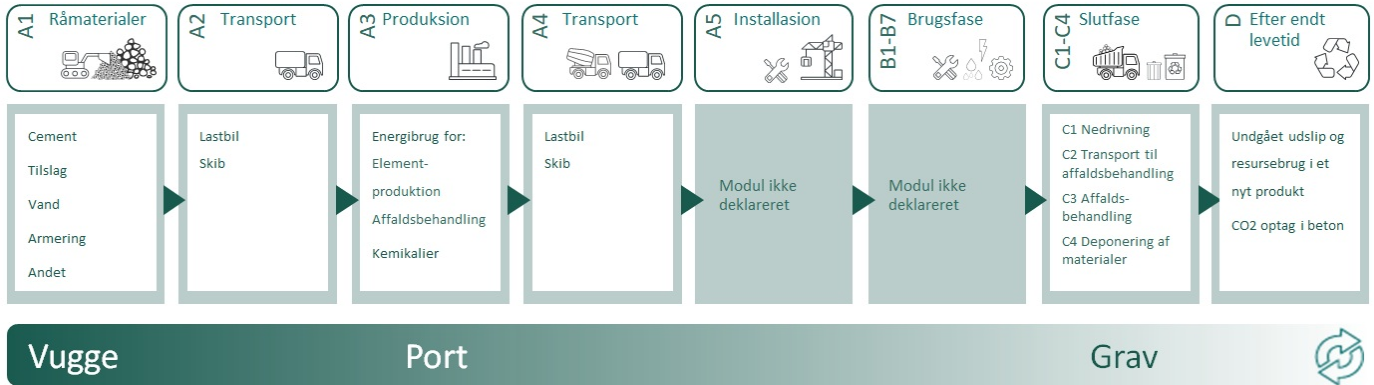 A1 Råmaterialer
A2 Transport
A3 Produksion
A4 Transport
A5 Installasion
B1-B7 Brugsfase
C1-C4 Slutfase
D Efter endt
levetid
Cement
Tilslag
Vand
Armering
Andet
Lastbil
Skib
Energibrug for:
Element-
produktion
Affaldsbehandling
Kemikalier
Lastbil
Skib
Modul ikke
deklareret
Modul ikke
deklareret
C1 Nedrivning
C2 Transport til
affaldsbehandling
C3 Affalds-
behandling
C4 Deponering af
materialer
Undgået udslip og
resursebrug i et
nyt produkt
CO2 optag i beton
Vugge
Port
Grav